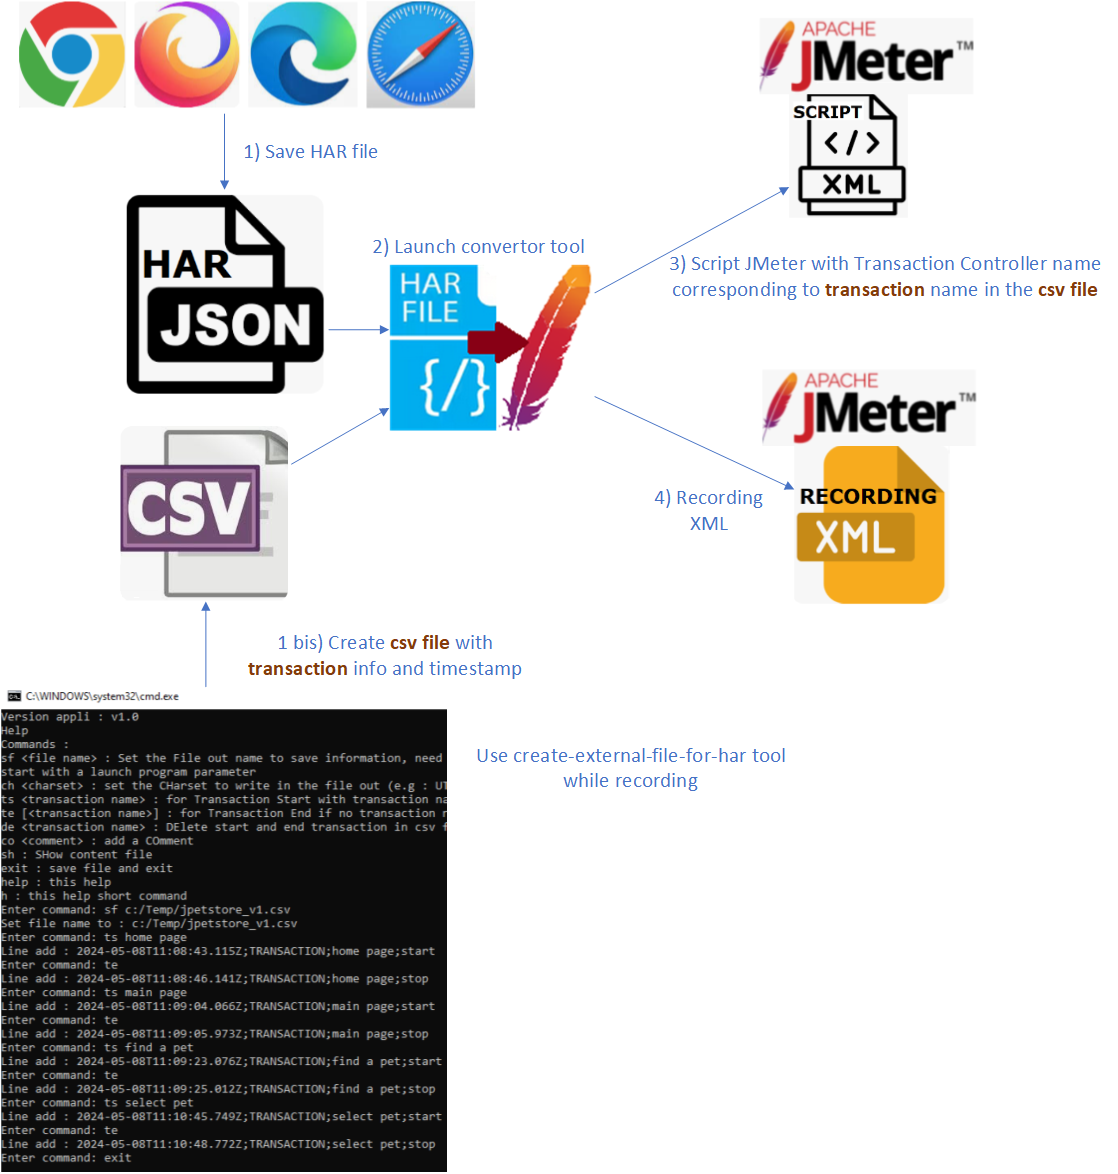 APACHE
JMeter™
SCRIPT
</>
XML
1) Save HAR file
HAR
JSON
2) Launch convertor tool
HAR
FILE
{/}
3) Script JMeter with Transaction Controller name
corresponding to transaction name in the csv file
APACHE
JMeter™
RECORDING
XML
4) Recording
XML
CSV
1 bis) Create csv file with
transaction info and timestamp
C:\WINDOWS\system32\cmd.exe
Version appli : v1.0
Help
Commands :
sf <file name> : Set the File out name to save information, need
start with a launch program parameter
ch <charset> : set the CHarset to write in the file out (e.g : UT
ts <transaction name> : for Transaction Start with transaction na
te [<transaction name>] : for Transaction End if no transaction n
de <transaction name> : DElete start and end transaction in csv f
co <comment> : add a COmment
sh : SHow content file
exit : save file and exit
help : this help
h : this help short command
Enter command: sf c:/Temp/jpetstore_v1.csv
Set file name to : c:/Temp/jpetstore_v1.csv
Enter command: ts home page
Line add : 2024-05-08T11:08:43.115Z;TRANSACTION;home page;start
Enter command: te
Line add : 2024-05-08T11:08:46.141Z;TRANSACTION;home page;stop
Enter command: ts main page
Line add : 2024-05-08T11:09:04.066Z;TRANSACTION;main page;start
Enter command: te
Line add : 2024-05-08T11:09:05.973Z;TRANSACTION;main page;stop
Enter command: ts find a pet
Line add : 2024-05-08T11:09:23.076Z;TRANSACTION;find a pet;start
Enter command: te
Line add : 2024-05-08T11:09:25.012Z;TRANSACTION;find a pet;stop
Enter command: ts select pet
Line add : 2024-05-08T11:10:45.749Z;TRANSACTION;select pet;start
Enter command: te
Line add : 2024-05-08T11:10:48.772Z;TRANSACTION;select pet;stop
Enter command: exit
Use create-external-file-for-har tool
while recording